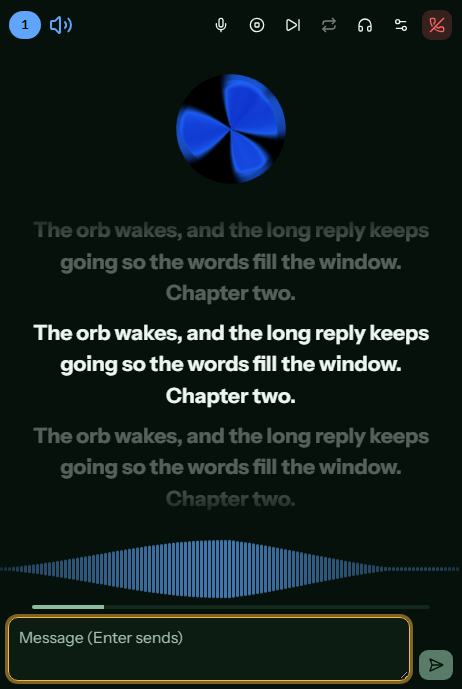 1
The orb wakes, and the long reply keeps
going so the words fill the window.
Chapter two.
The orb wakes, and the long reply keeps
going so the words fill the window.
Chapter two.
The orb wakes, and the long reply keeps
going so the words fill the window.
Chapter two.
Message (Enter sends)